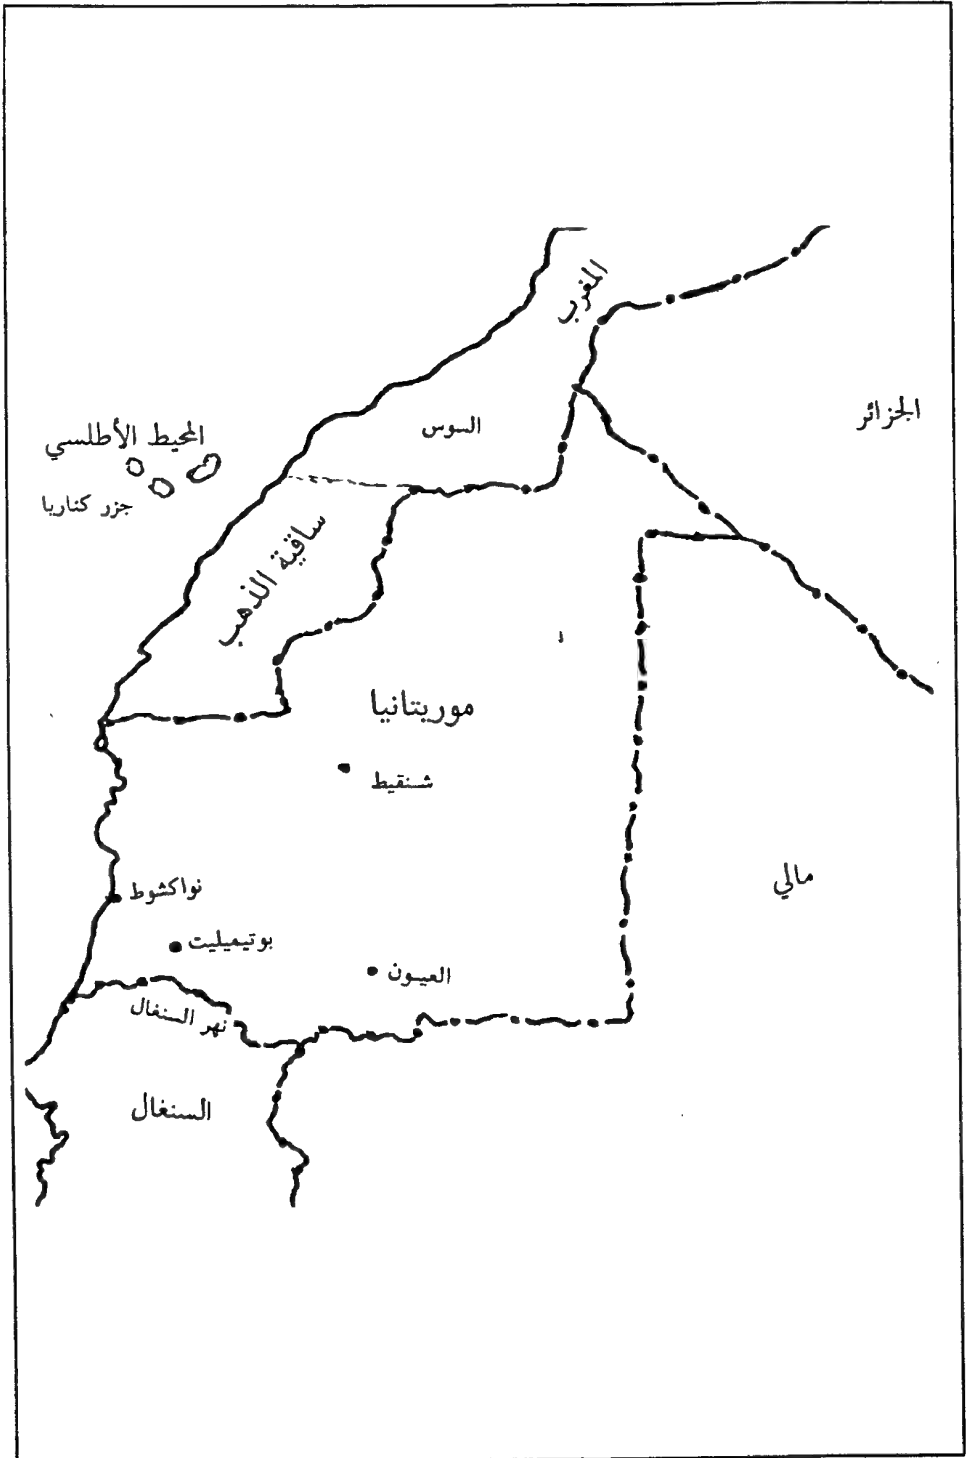 المغرب
الجزائر
السوس
المحيط الأطلسي
جزر كناريا
ساقية الذهب
موريتانيا
شنقيط
مالي
نواكشوط
بوتيميليت
العيون
نهر السنغال
السنغال